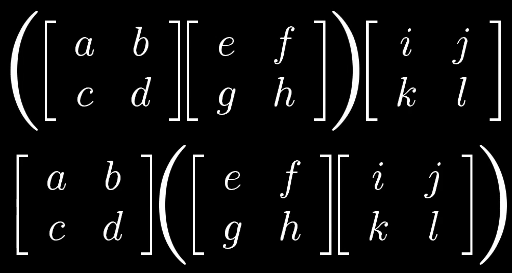 ( [ a b ] [ e f ] ) [ i j ]
( [ c d ] [ g h ] ) [ k l ]
[ a b ] ( [ e f ] [ i j ] )
[ c d ] ( [ g h ] [ k l ] )